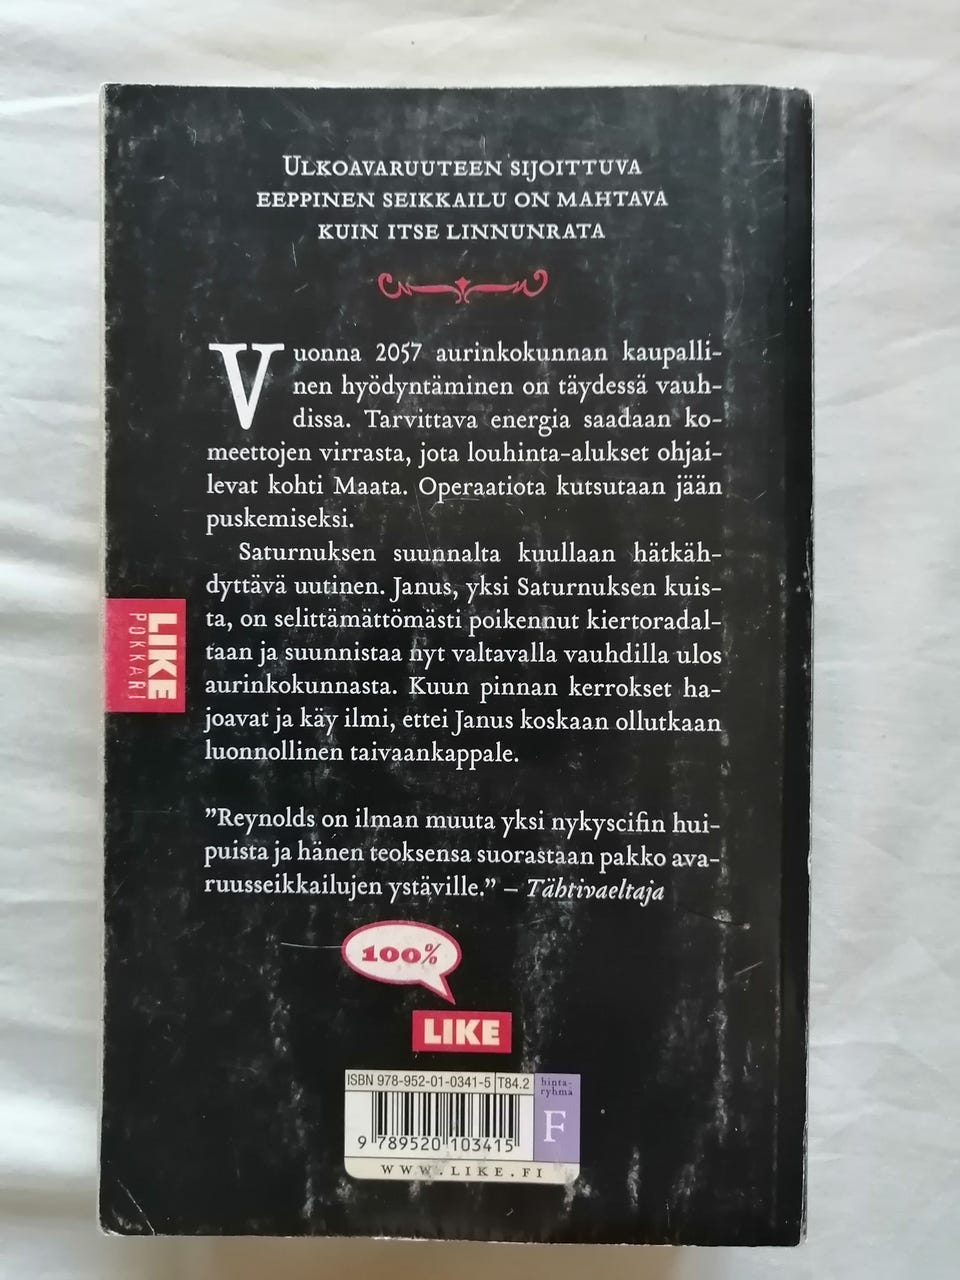 ULKOAVARUUTEEN SIJOITTUVA
EEPPINEN SEIKKAILU ON MAHTAVA
KUIN ITSE LINNUNRATA
Vuonna 2057 aurinkokunnan kaupalli-
nen hyödyntäminen on täydessä vauh-
dissa. Tarvittava energia saadaan ko-
meettojen virrasta, jota louhinta-alukset ohjai-
levat kohti Maata. Operaatiota kutsutaan jään
puskemiseksi.
Saturnuksen suunnalta kuullaan hätkäh-
dyttävä uutinen. Janus, yksi Saturnuksen kuis-
ta, on selittämättömästi poikennut kiertoradal-
taan ja suunnistaa nyt valtavalla vauhdilla ulos
aurinkokunnasta. Kuun pinnan kerrokset ha-
joavat ja käy ilmi, ettei Janus koskaan ollutkaan
luonnollinen taivaankappale.
”Reynolds on ilman muuta yksi nykyscifin hui-
puista ja hänen teoksensa suorastaan pakko ava-
ruusseikkailujen ystäville.” – Tähtivaeltaja
LIKE
POKKARI
100%
LIKE
ISBN 978-952-01-0341-5 T84.2
hinta-
ryhmä
F
9 789520 103415
WWW.LIKE.FI